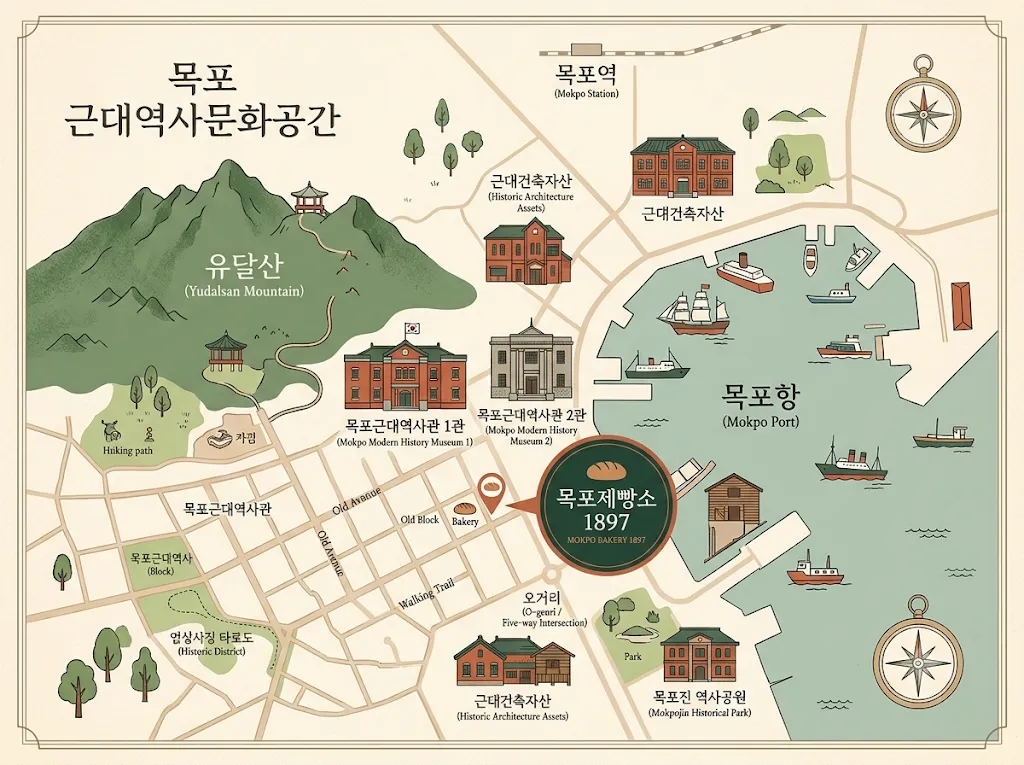 목포
근대역사문화공간
목포역
(Mokpo Station)
근대건축자산
(Historic Architecture
Assets)
근대건축자산
유달산
(Yudalsan Mountain)
목포근대역사관 1관
(Mokpo Modern History Museum 1)
목포근대역사관 2관
(Mokpo Modern History
Museum 2)
목포항
(Mokpo Port)
Hiking path
목포근대역사관
Old Avenue
Old Avenue
Old Block
Bakery
목포제빵소
1897
MOKPO BAKERY 1897
목포근대역사
(Block)
Walking Trail
오거리
(O-geori /
Five-way Intersection)
타로도
(Historic District)
Park
근대건축자산
(Historic Architecture Assets)
목포진 역사공원
(Mokpojin Historical Park)